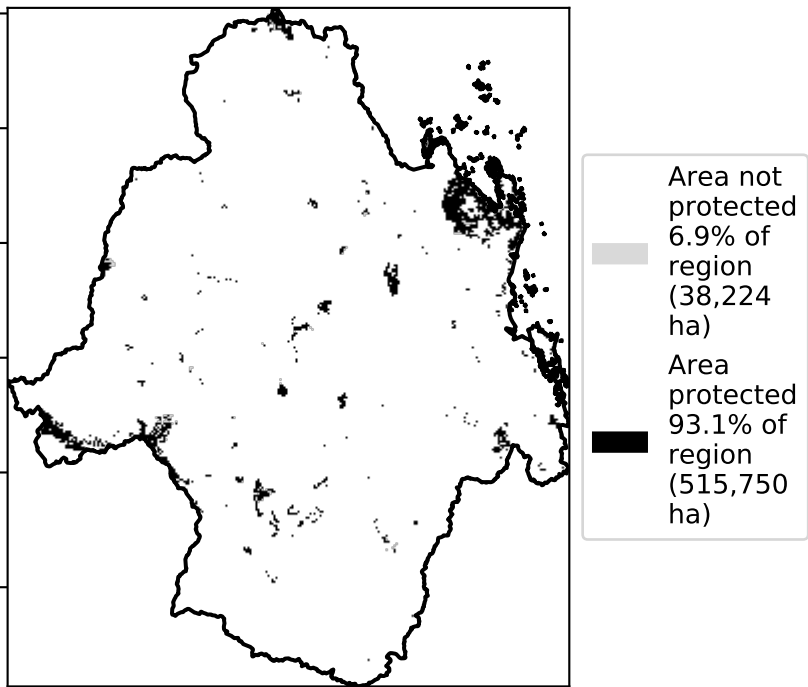 Area not
protected
6.9% of
region
(38,224
ha)
Area
protected
93.1% of
region
(515,750
ha)